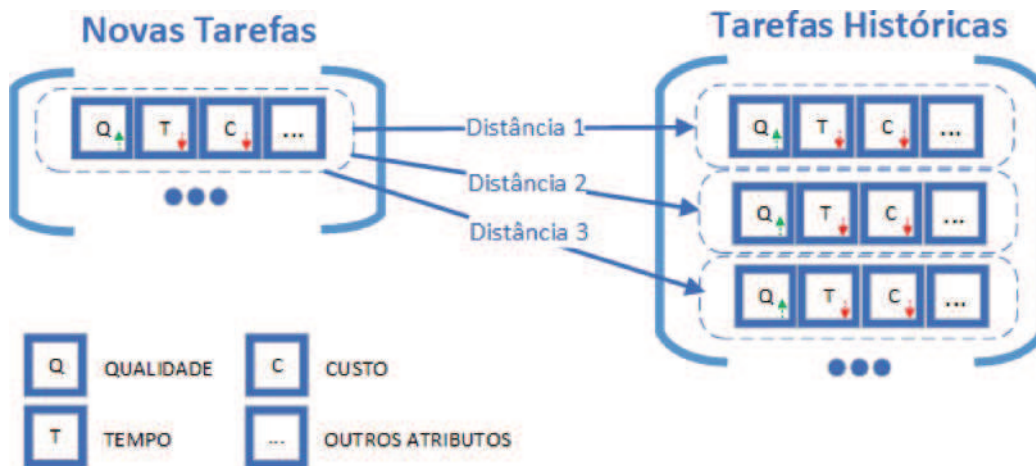 Novas Tarefas
Tarefas Históricas
Q T C ...
Distância 1
Q T C ...
Distância 2
Q T C ...
Distância 3
Q T C ...
Q QUALIDADE C CUSTO
T TEMPO ... OUTROS ATRIBUTOS